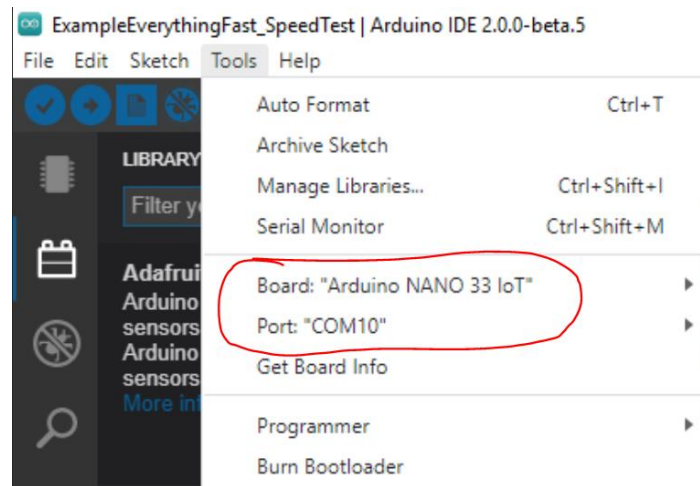 ExampleEverythingFast_SpeedTest | Arduino IDE 2.0.0-beta.5
File Edit Sketch Tools Help
Auto Format Ctrl+T
Archive Sketch
Manage Libraries... Ctrl+Shift+I
Serial Monitor Ctrl+Shift+M
Board: "Arduino NANO 33 IoT"
Port: "COM10"
Get Board Info
Programmer
Burn Bootloader
LIBRARY
Filter
Arduino
sensors
Arduino
sensors
More